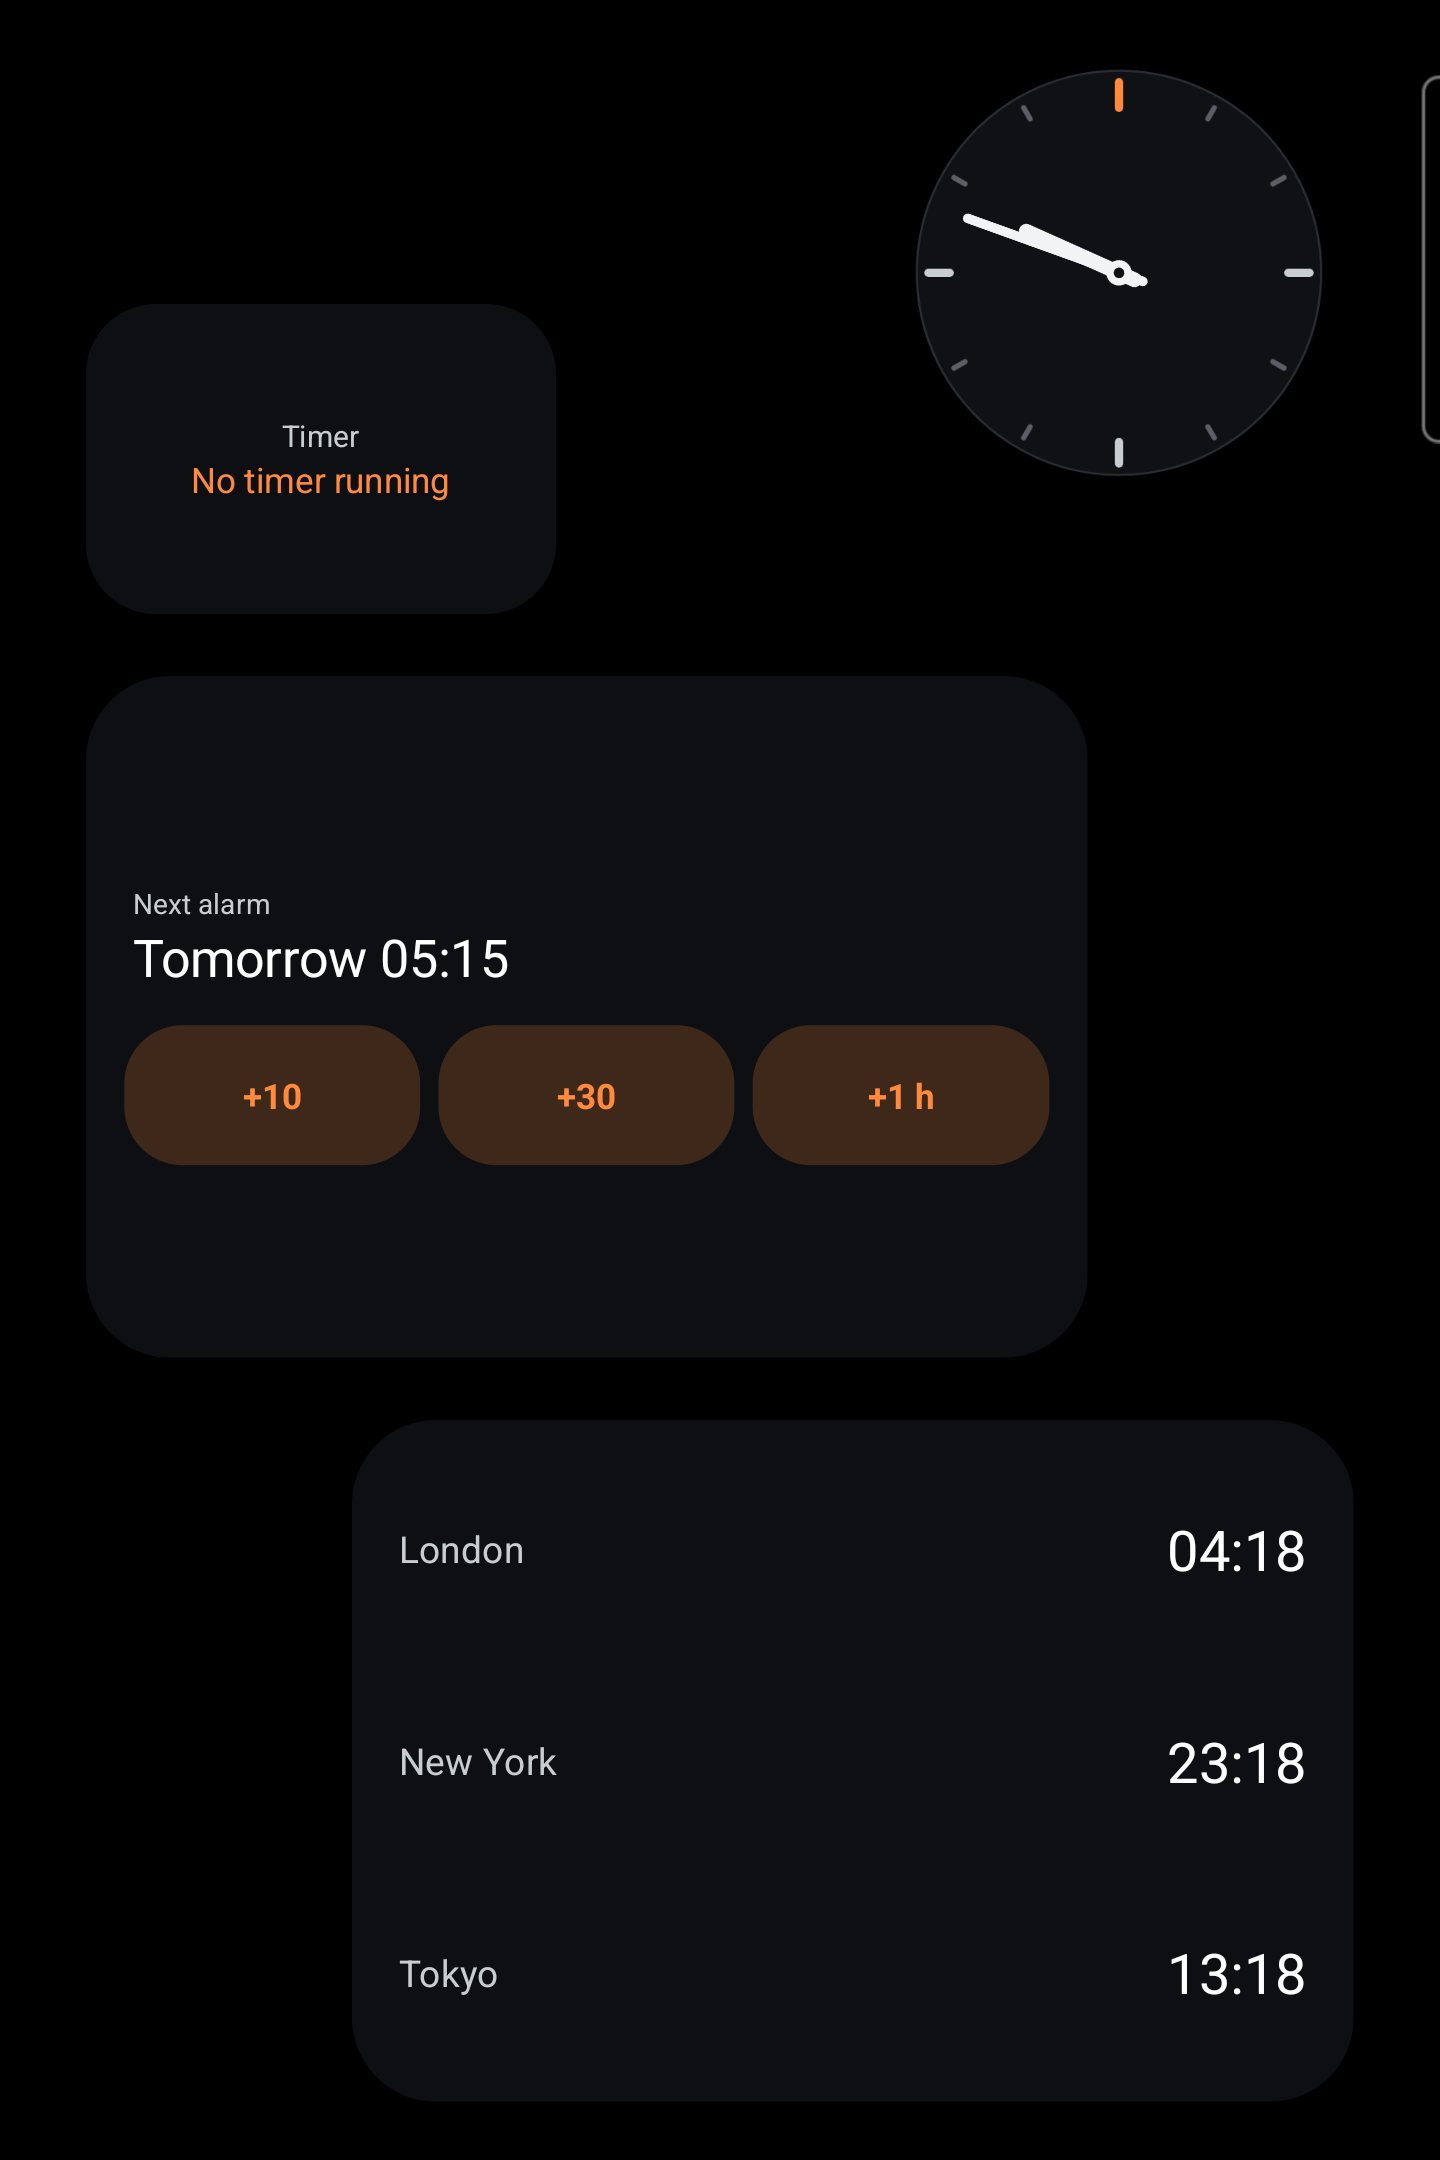 Timer
No timer running
Next alarm
Tomorrow 05:15
+10
+30
+1 h
London
04:18
New York
23:18
Tokyo
13:18